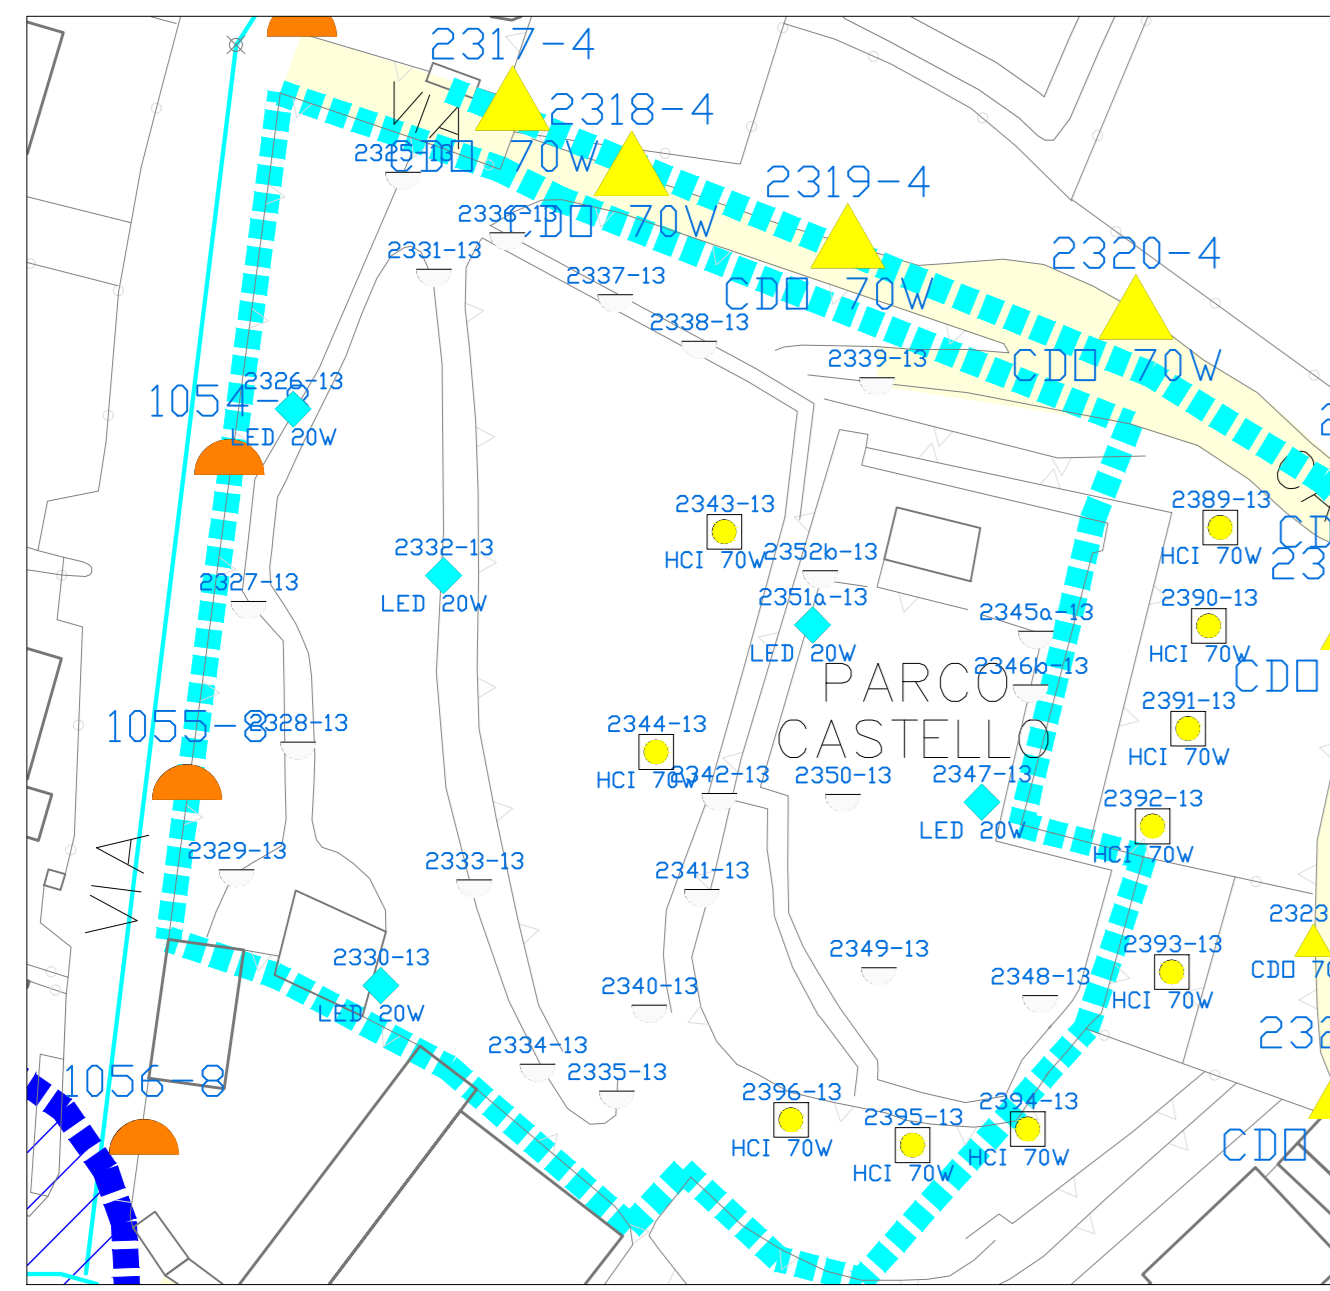 2317-4
2318-4
VIA
2325-13
CDO 70W
2319-4
2336-13
CDO 70W
2320-4
2331-13
2337-13
CDO 70W
2338-13
2339-13
CDO 70W
2326-13
1054-8
LED 20W
2343-13
2389-13
HCI 70W
2332-13
2352b-13
HCI 70W
2327-13
2351a-13
2390-13
LED 20W
2345a-13
LED 20W
HCI 70W
2346b-13
PARCO
CASTELLO
2391-13
1055-8
2328-13
2344-13
HCI 70W
HCI 70W
2342-13
2350-13
2347-13
2392-13
LED 20W
VIA
2329-13
2333-13
2341-13
HCI 70W
2323
2330-13
2349-13
2393-13
LED 20W
2340-13
2348-13
HCI 70W
2334-13
2335-13
1056-8
2396-13
2395-13
2394-13
HCI 70W
HCI 70W
HCI 70W
CDO